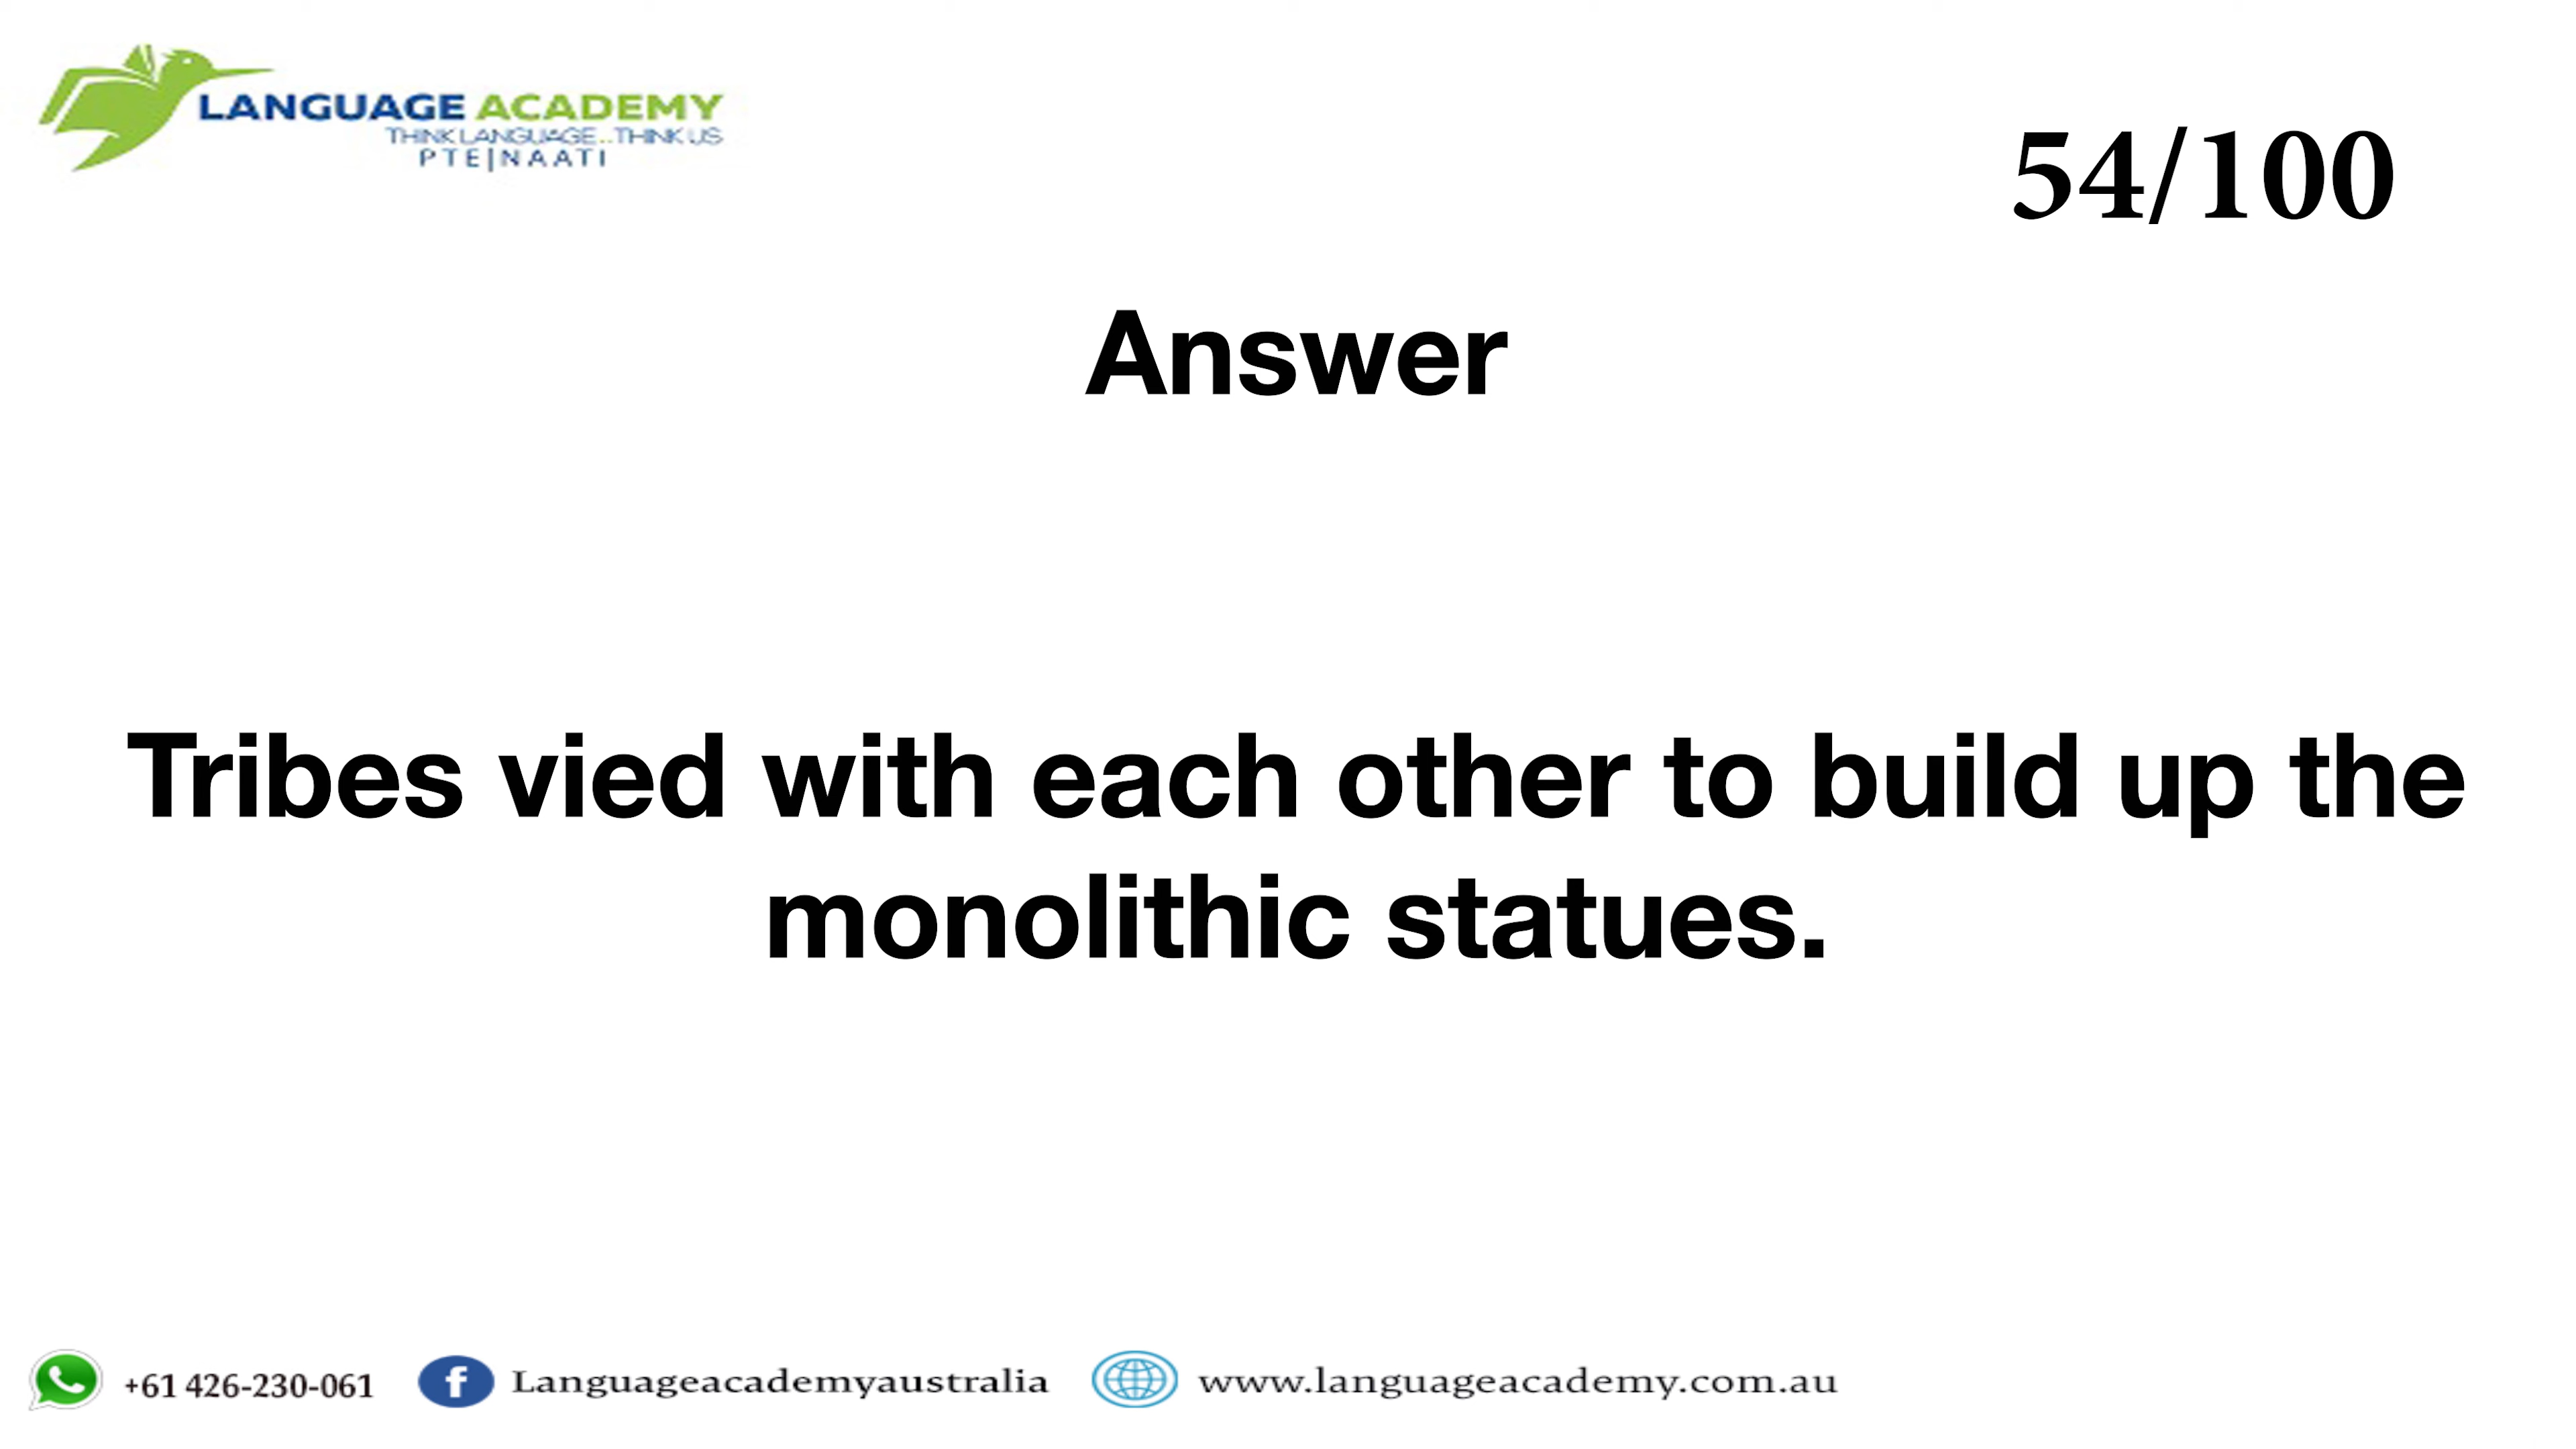 LANGUAGE ACADEMY
THINK LANGUAGE..THINK US
PTE|NAATI
54/100
Answer
Tribes vied with each other to build up the
monolithic statues.
+61 426-230-061
Languageacademyaustralia
www.languageacademy.com.au